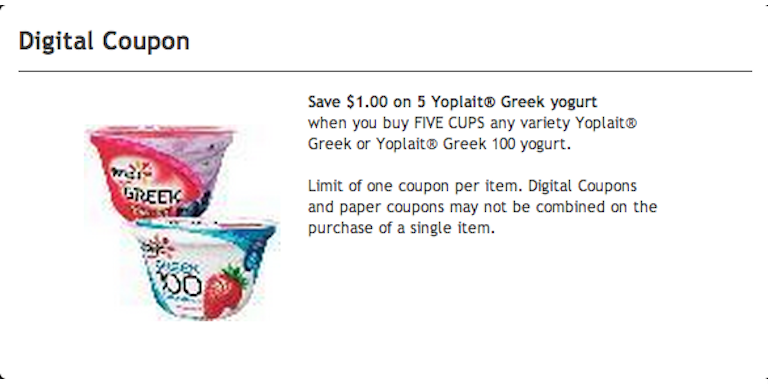 Digital Coupon
Save $1.00 on 5 Yoplait® Greek yogurt
when you buy FIVE CUPS any variety Yoplait®
Greek or Yoplait® Greek 100 yogurt.
Limit of one coupon per item. Digital Coupons
and paper coupons may not be combined on the
purchase of a single item.
GREEK
GREEK
100